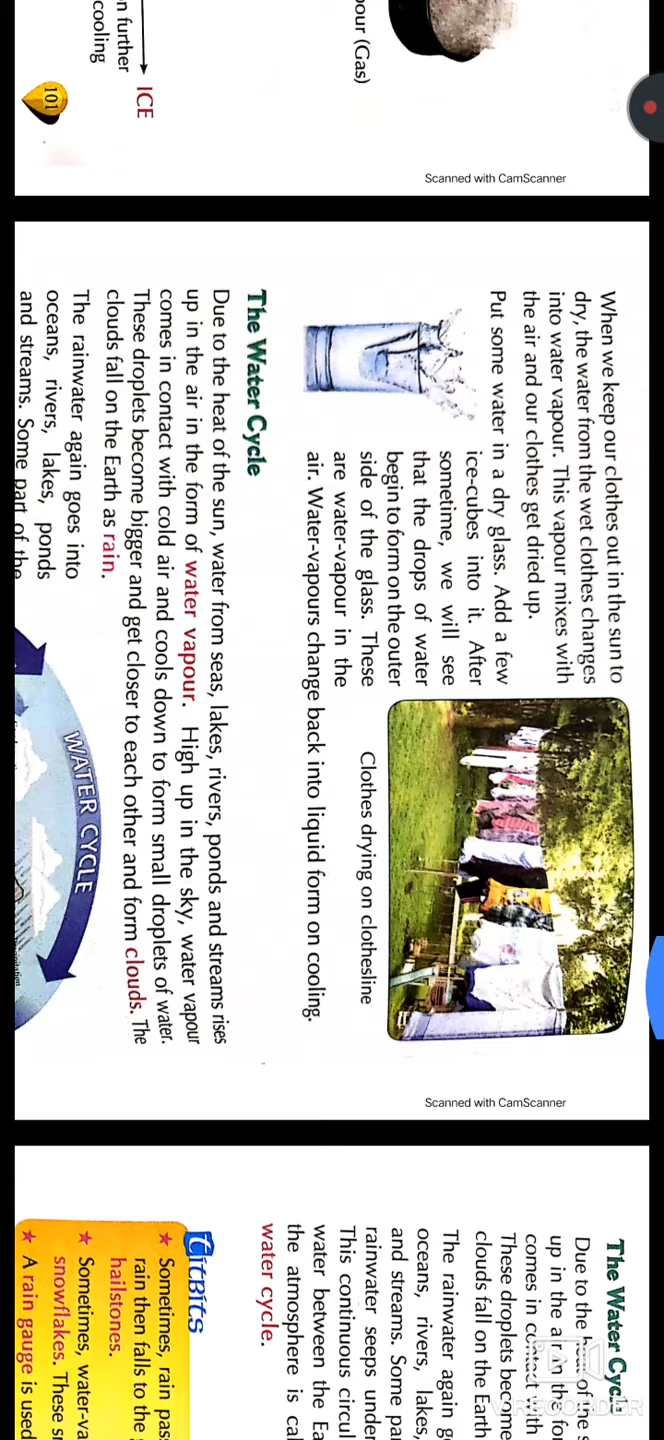 our (Gas)
n further
cooling
ICE
101
Scanned with CamScanner
When we keep our clothes out in the sun to
dry, the water from the wet clothes changes
into water vapour. This vapour mixes with
the air and our clothes get dried up.
Put some water in a dry glass. Add a few
ice-cubes into it. After
sometime, we will see
that the drops of water
begin to form on the outer
side of the glass. These
are water-vapour in the
air. Water-vapours change back into liquid form on cooling.
Clothes drying on clothesline
The Water Cycle
Due to the heat of the sun, water from seas, lakes, rivers, ponds and streams rises
up in the air in the form of water vapour. High up in the sky, water vapour
comes in contact with cold air and cools down to form small droplets of water.
These droplets become bigger and get closer to each other and form clouds. The
clouds fall on the Earth as rain.
The rainwater again goes into
oceans, rivers, lakes, ponds
and streams. Some part of the
WATER CYCLE
Scanned with CamScanner
The Water Cycle
Due to the heat of the s
up in the air in the for
comes in contact with
These droplets become
clouds fall on the Earth
The rainwater again g
oceans, rivers, lakes,
and streams. Some par
rainwater seeps under
This continuous circul
water between the Ea
the atmosphere is cal
water cycle.
Titbits
★ Sometimes, rain pass
rain then falls to the
hailstones.
★ Sometimes, water-va
snowflakes. These s
★ A rain gauge is used
RECORDER